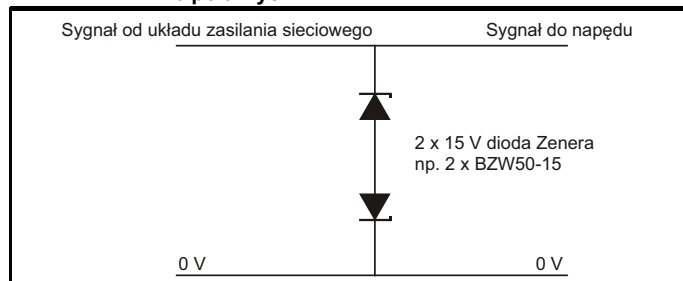 Sygnał od układu zasilania sieciowego Sygnał do napędu
2 x 15 V dioda Zenera
np. 2 x BZW50-15
0 V 0 V